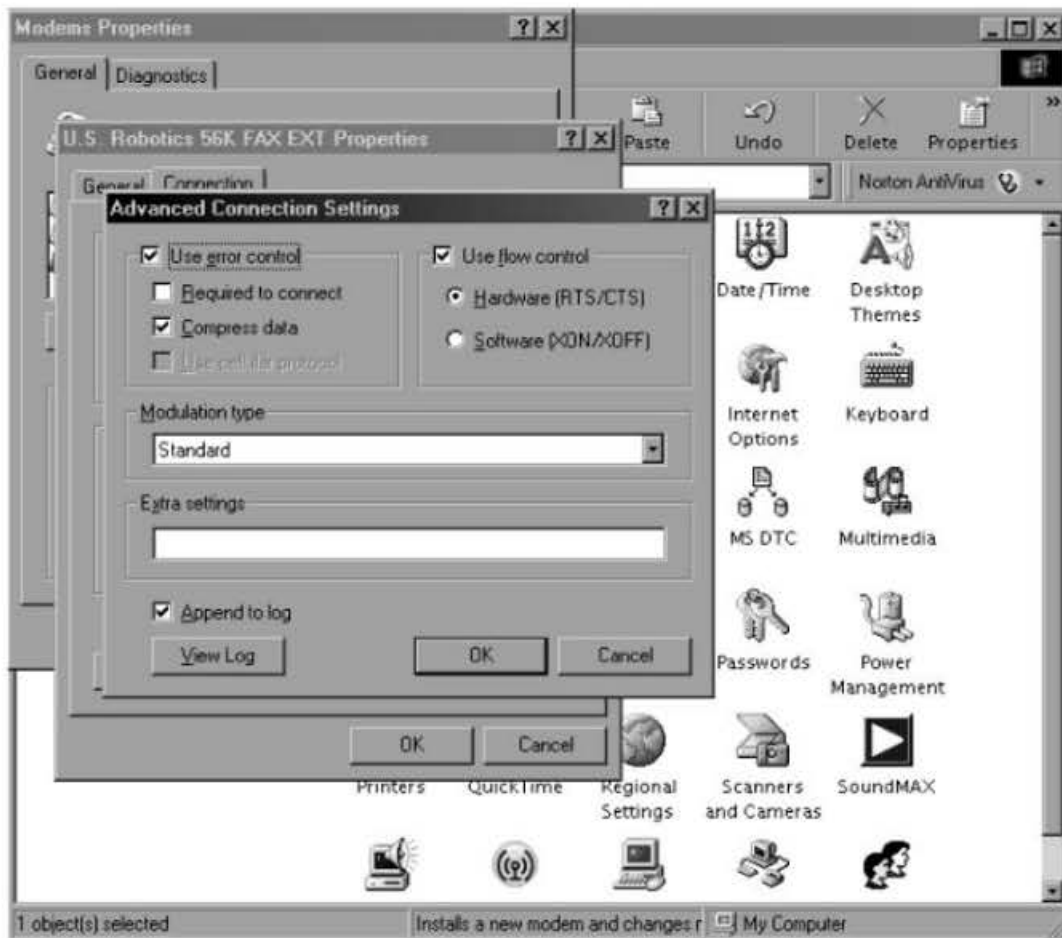 Modems Properties
General
Diagnostics
U.S. Robotics 56K FAX EXT Properties
General
Connection
Advanced Connection Settings
Use error control
Required to connect
Compress data
Use cellular protocol
Use flow control
Hardware (RTS/CTS)
Software (XON/XOFF)
Modulation type
Standard
Extra settings
Append to log
View Log
OK
Cancel
OK
Cancel
Paste
Undo
Delete
Properties
»
Norton AntiVirus
Date/Time
Desktop
Themes
Internet
Options
Keyboard
MS DTC
Multimedia
Passwords
Power
Management
Printers
QuickTime
Regional
Settings
Scanners
and Cameras
SoundMAX
1 object(s) selected
Installs a new modem and changes r
My Computer